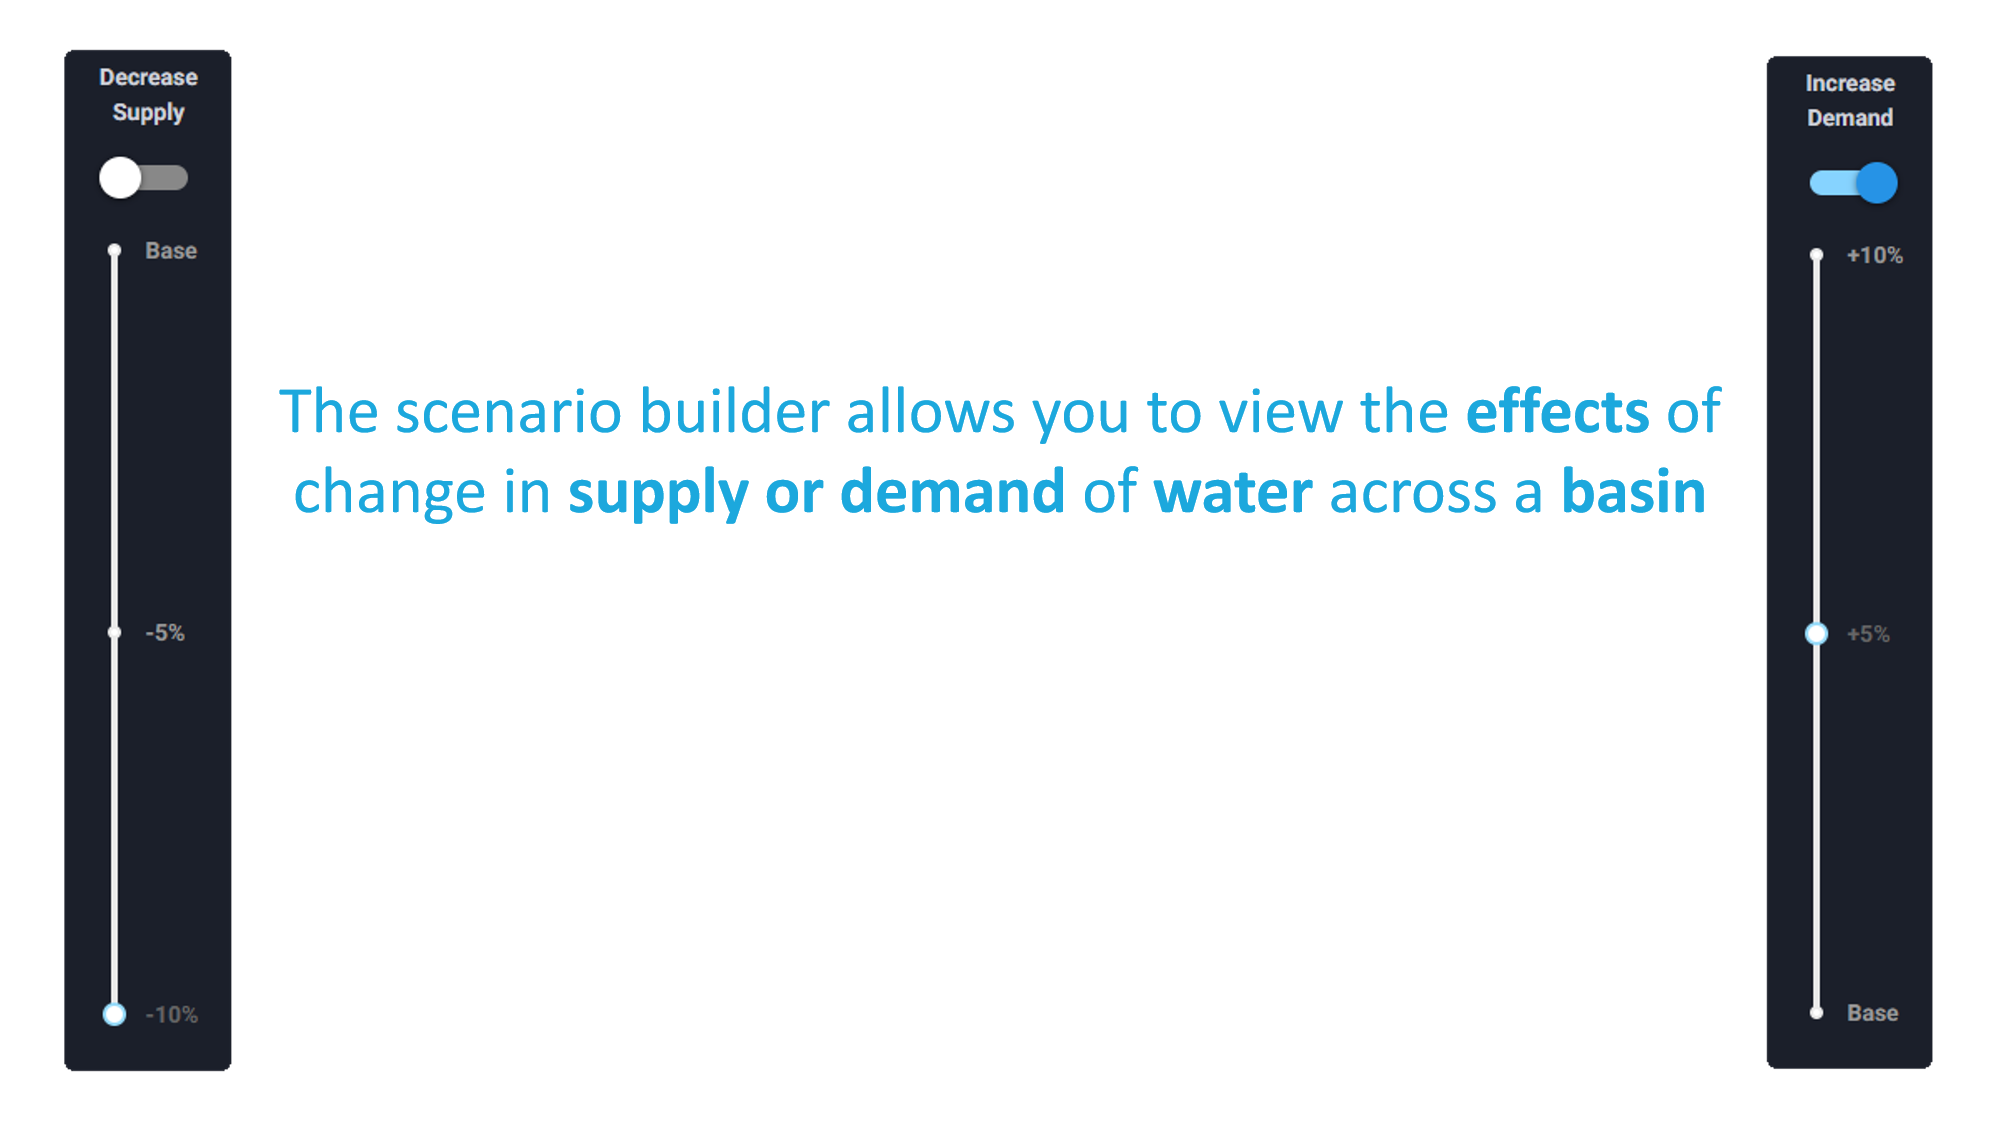 Decrease
Supply
Base
-5%
-10%
The scenario builder allows you to view the effects of
change in supply or demand of water across a basin
Increase
Demand
+10%
+5%
Base